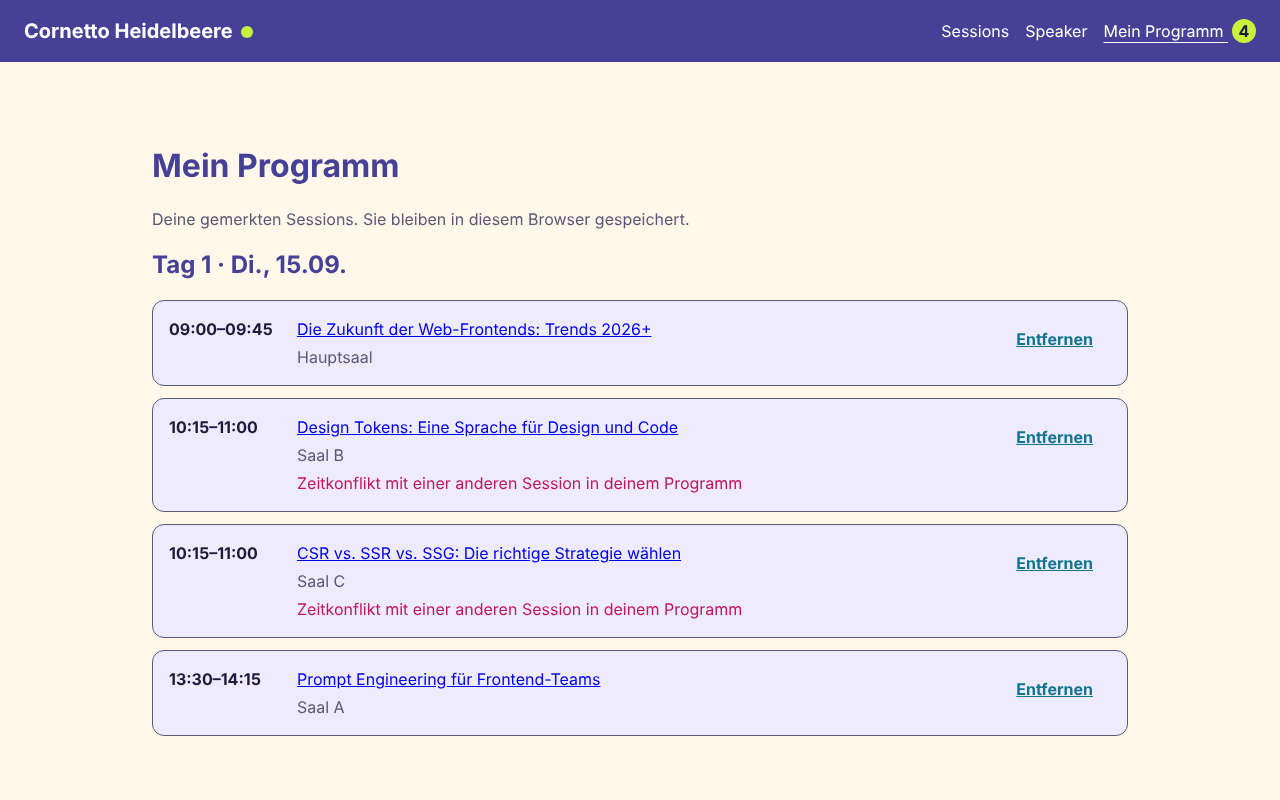 Cornetto Heidelbeere
Sessions Speaker Mein Programm 4
Mein Programm
Deine gemerkten Sessions. Sie bleiben in diesem Browser gespeichert.
Tag 1 · Di., 15.09.
09:00–09:45 Die Zukunft der Web-Frontends: Trends 2026+ Entfernen
Hauptsaal
10:15–11:00 Design Tokens: Eine Sprache für Design und Code Entfernen
Saal B
Zeitkonflikt mit einer anderen Session in deinem Programm
10:15–11:00 CSR vs. SSR vs. SSG: Die richtige Strategie wählen Entfernen
Saal C
Zeitkonflikt mit einer anderen Session in deinem Programm
13:30–14:15 Prompt Engineering für Frontend-Teams Entfernen
Saal A